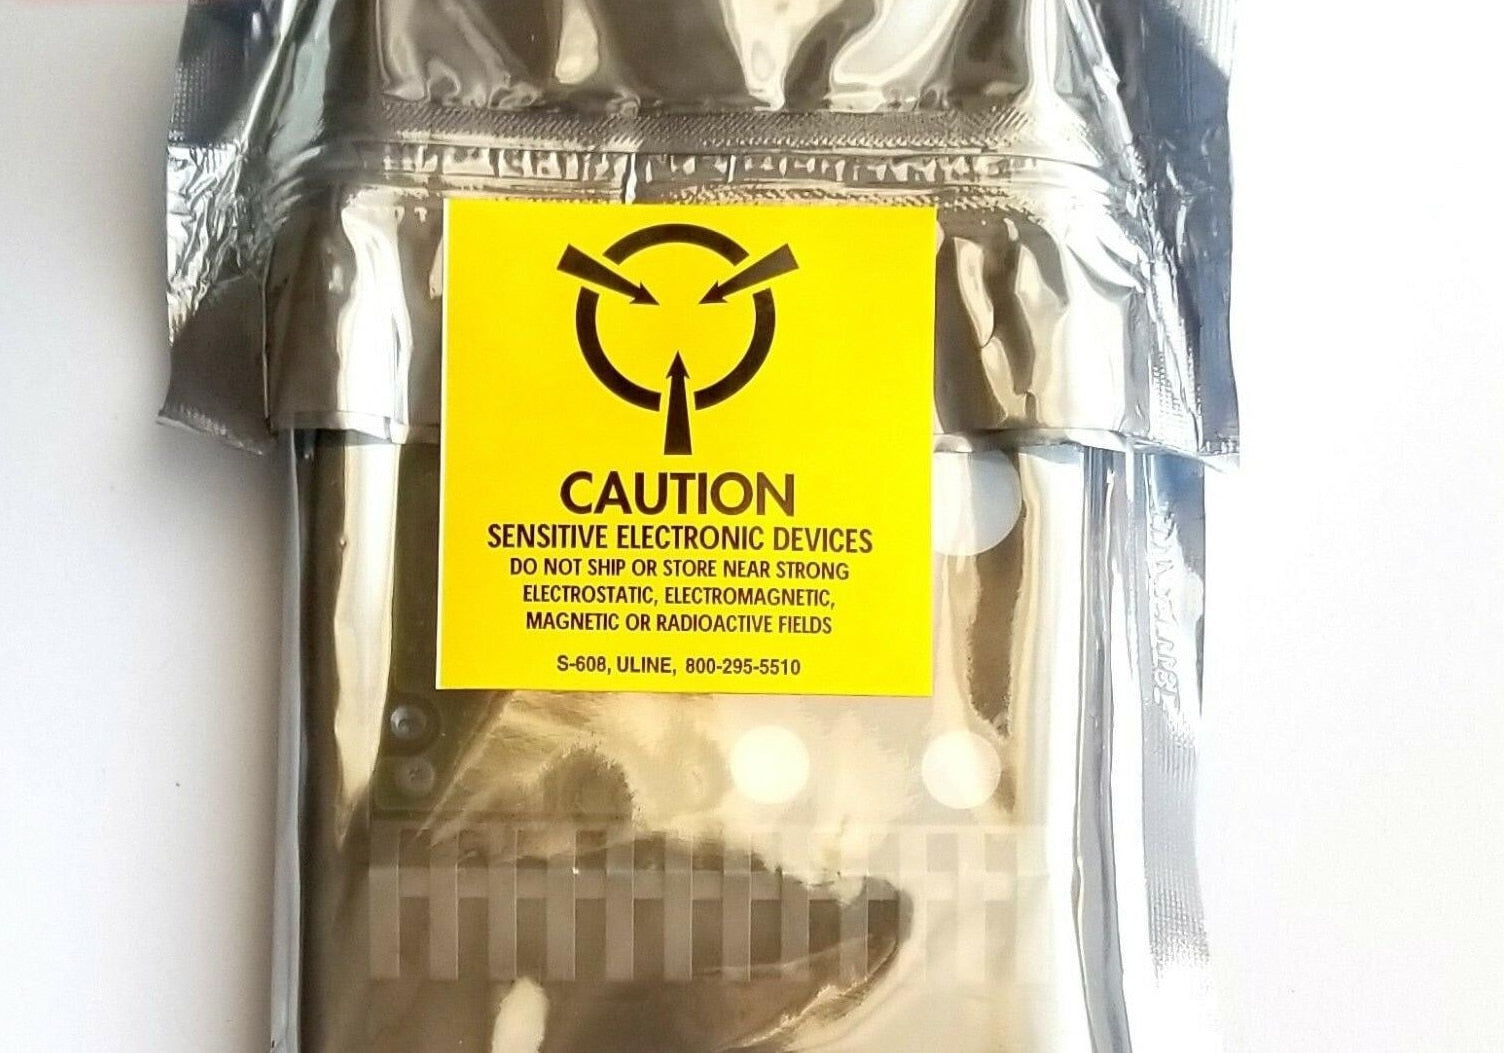 CAUTION
SENSITIVE ELECTRONIC DEVICES
DO NOT SHIP OR STORE NEAR STRONG
ELECTROSTATIC, ELECTROMAGNETIC,
MAGNETIC OR RADIOACTIVE FIELDS
S-608, ULINE, 800-295-5510